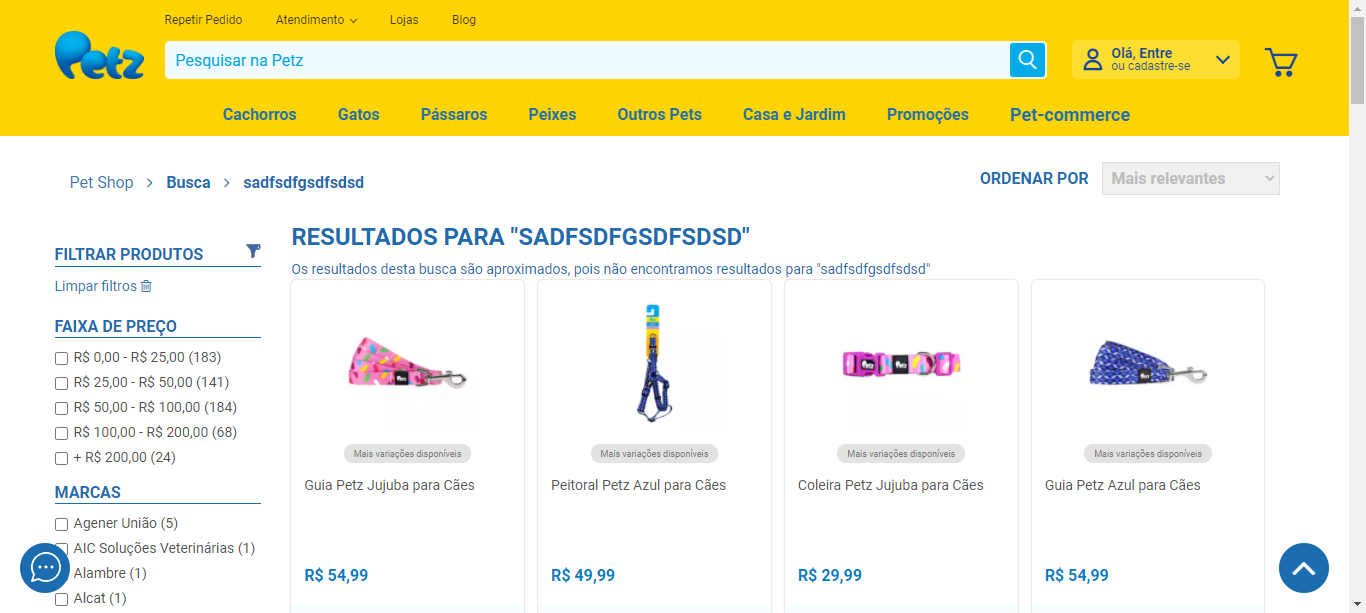 Repetir Pedido Atendimento Lojas Blog
Petz
Pesquisar na Petz
Olá, Entre
ou cadastre-se
Cachorros Gatos Pássaros Peixes Outros Pets Casa e Jardim Promoções Pet-commerce
Pet Shop > Busca > sadfsdfgsdfsdsd
ORDENAR POR Mais relevantes
FILTRAR PRODUTOS
Limpar filtros
FAIXA DE PREÇO
R$ 0,00 - R$ 25,00 (183)
R$ 25,00 - R$ 50,00 (141)
R$ 50,00 - R$ 100,00 (184)
R$ 100,00 - R$ 200,00 (68)
+ R$ 200,00 (24)
MARCAS
Agener União (5)
AIC Soluções Veterinárias (1)
Alambre (1)
Alcat (1)
RESULTADOS PARA "SADFSDFGSDFSDSD"
Os resultados desta busca são aproximados, pois não encontramos resultados para "sadfsdfgsdfsdsd"
Petz
Mais variações disponíveis
Guia Petz Jujuba para Cães
R$ 54,99
Mais variações disponíveis
Peitoral Petz Azul para Cães
R$ 49,99
Petz
Petz
Mais variações disponíveis
Coleira Petz Jujuba para Cães
R$ 29,99
Petz
Mais variações disponíveis
Guia Petz Azul para Cães
R$ 54,99